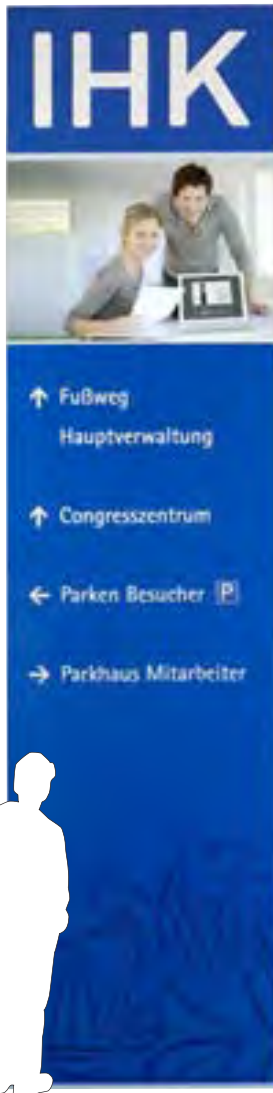 IHK
↑ Fußweg
Hauptverwaltung
↑ Congresszentrum
← Parken Besucher P
→ Parkhaus Mitarbeiter